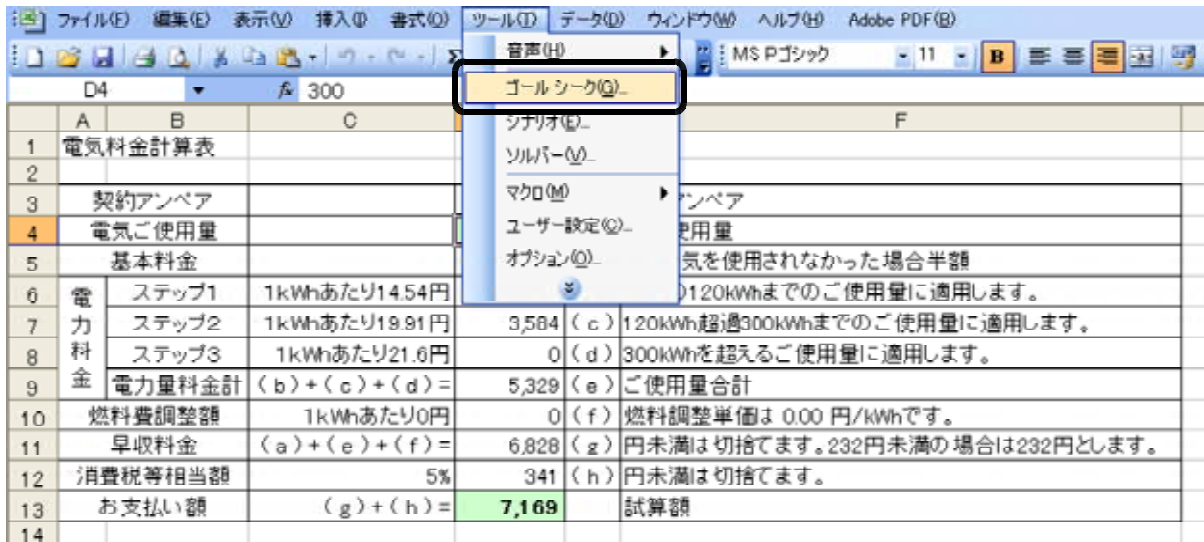 ファイル(F) 編集(E) 表示(V) 挿入(I) 書式(O) ツール(T) データ(D) ウィンドウ(W) ヘルプ(H) Adobe PDF(B)
Σ 音声(H) MS Pゴシック 11 B
D4 fx 300 ゴール シーク(G)...
A B C F
シナリオ(E)...
1 電気料金計算表
ソルバー(V)...
2
マクロ(M)
3 契約アンペア アンペア
ユーザー設定(C)...
4 電気ご使用量 使用量
オプション(O)...
5 基本料金 気を使用されなかった場合半額
6 電力料金 ステップ1 1kWhあたり14.54円 120kWhまでのご使用量に適用します。
7 ステップ2 1kWhあたり19.91円 3,584 (c) 120kWh超過300kWhまでのご使用量に適用します。
8 ステップ3 1kWhあたり21.6円 0 (d) 300kWhを超えるご使用量に適用します。
9 電力量料金計 (b)+(c)+(d)= 5,329 (e) ご使用量合計
10 燃料費調整額 1kWhあたり0円 0 (f) 燃料調整単価は 0.00 円/kWhです。
11 早収料金 (a)+(e)+(f)= 6,828 (g) 円未満は切捨てます。232円未満の場合は232円とします。
12 消費税等相当額 5% 341 (h) 円未満は切捨てます。
13 お支払い額 (g)+(h)= 7,169 試算額
14